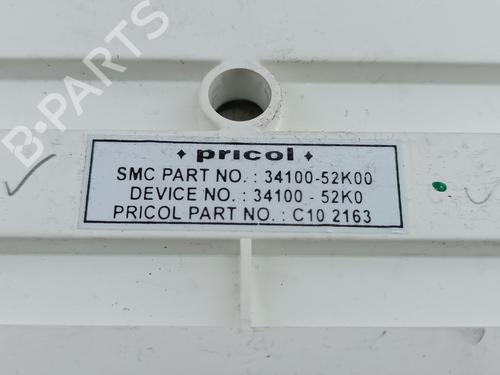 B-PARTS
♦ pricol ♦
SMC PART NO. : 34100-52K00
DEVICE NO. : 34100 - 52K0
PRICOL PART NO. : C10 2163